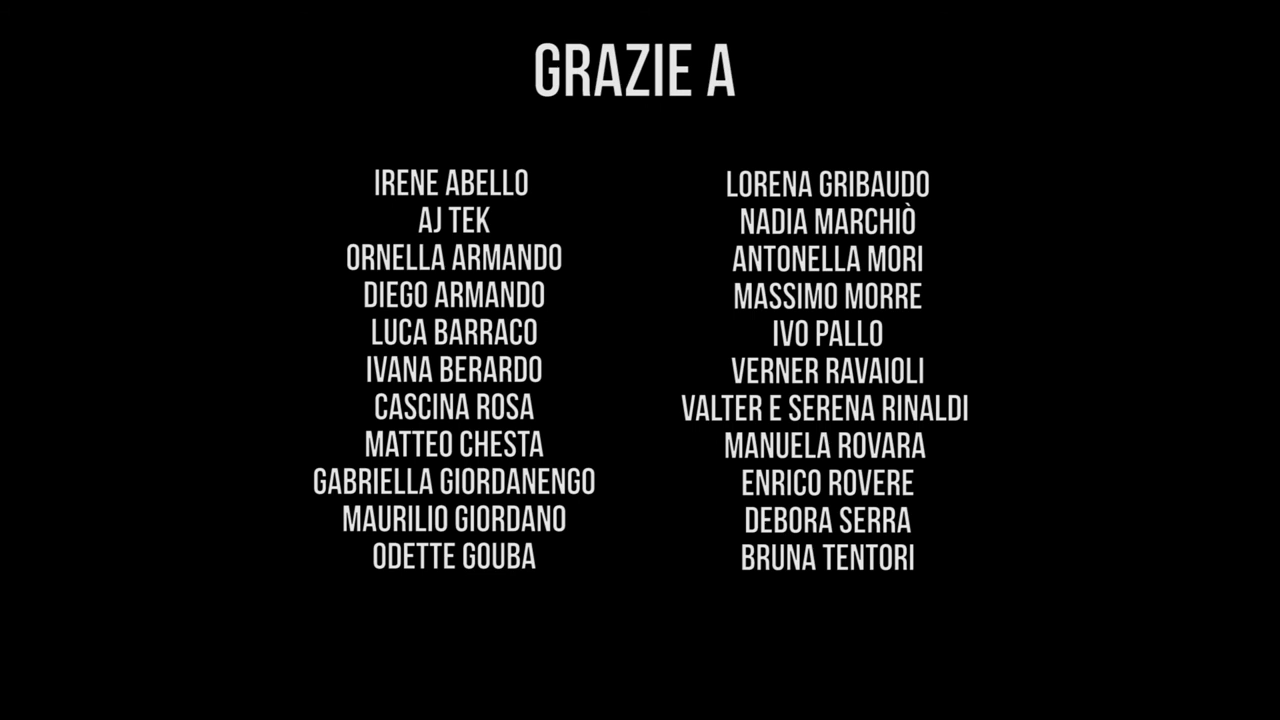 GRAZIE A
IRENE ABELLO
AJ TEK
ORNELLA ARMANDO
DIEGO ARMANDO
LUCA BARRACO
IVANA BERARDO
CASCINA ROSA
MATTEO CHESTA
GABRIELLA GIORDANENGO
MAURILIO GIORDANO
ODETTE GOUBA
LORENA GRIBAUDO
NADIA MARCHIÒ
ANTONELLA MORI
MASSIMO MORRE
IVO PALLO
VERNER RAVAIOLI
VALTER E SERENA RINALDI
MANUELA ROVARA
ENRICO ROVERE
DEBORA SERRA
BRUNA TENTORI